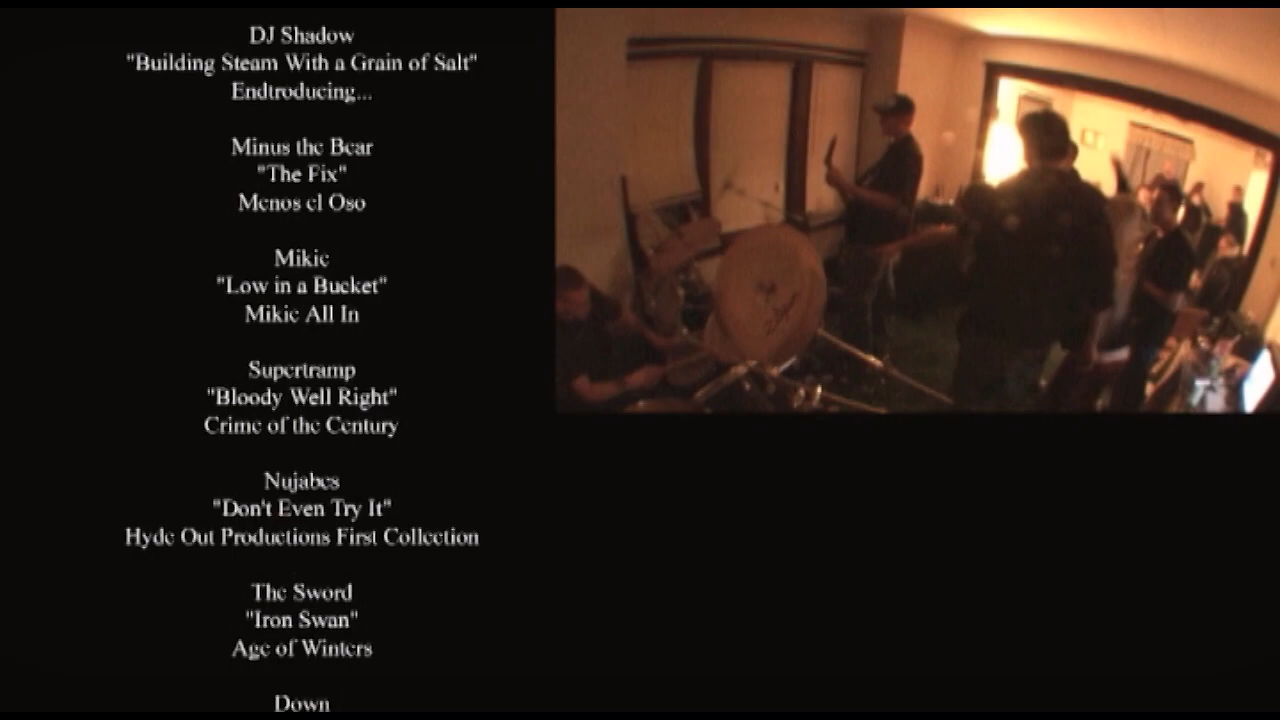 DJ Shadow
"Building Steam With a Grain of Salt"
Endtroducing...
Minus the Bear
"The Fix"
Menos el Oso
Mikic
"Low in a Bucket"
Mikic All In
Supertramp
"Bloody Well Right"
Crime of the Century
Nujabes
"Don't Even Try It"
Hyde Out Productions First Collection
The Sword
"Iron Swan"
Age of Winters
Down